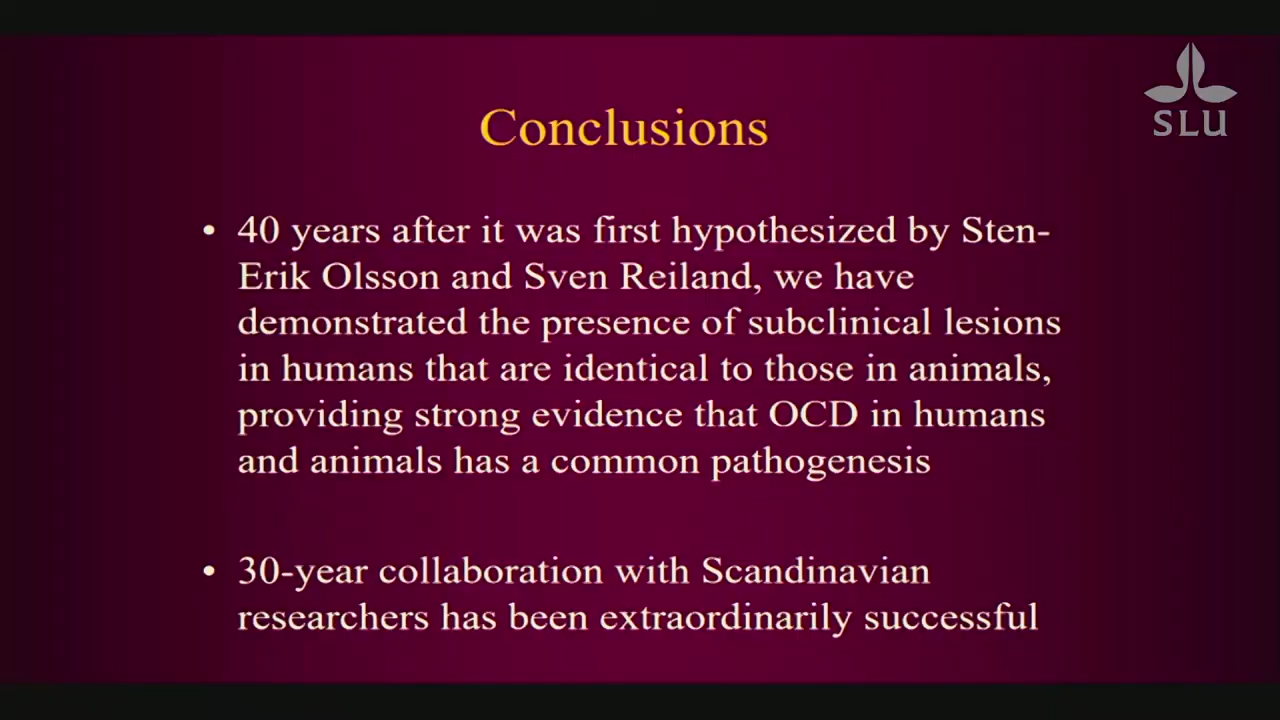 SLU
Conclusions
• 40 years after it was first hypothesized by Sten-
Erik Olsson and Sven Reiland, we have
demonstrated the presence of subclinical lesions
in humans that are identical to those in animals,
providing strong evidence that OCD in humans
and animals has a common pathogenesis
• 30-year collaboration with Scandinavian
researchers has been extraordinarily successful